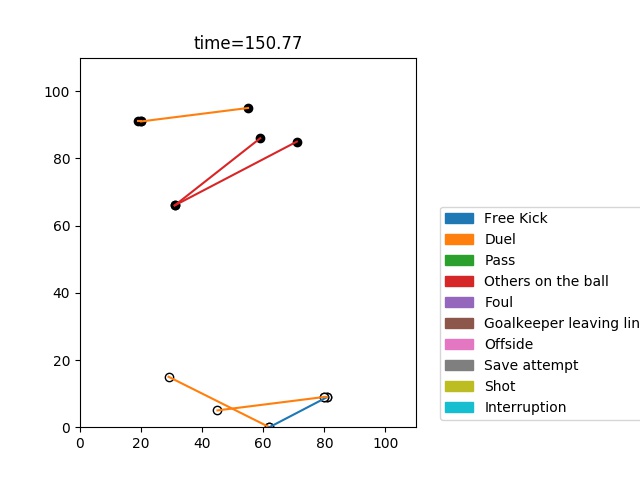 time=150.77
100
80
60
40
20
0
0 20 40 60 80 100
Free Kick
Duel
Pass
Others on the ball
Foul
Goalkeeper leaving lin
Offside
Save attempt
Shot
Interruption